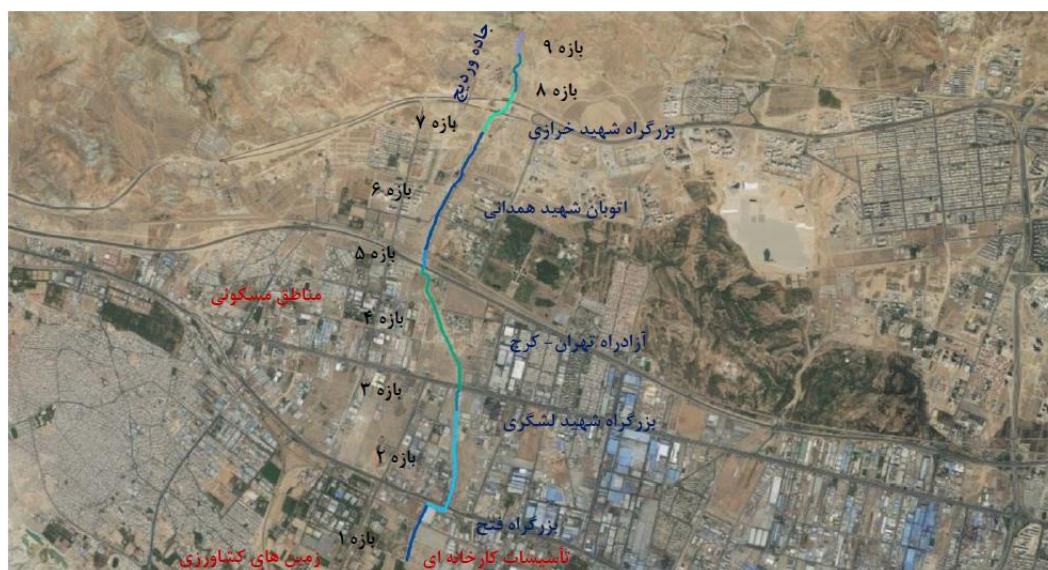 جاده وردیج
بازه ۹
بازه ۸
بازه ۷
بزرگراه شهید خرازی
بازه ۶
اتوبان شهید همدانی
بازه ۵
مناطق مسکونی
بازه ۴
آزادراه تهران- کرج
بازه ۳
بزرگراه شهید لشگری
بازه ۲
بزرگراه فتح
بازه ۱
تأسیسات کارخانه ای
زمین های کشاورزی